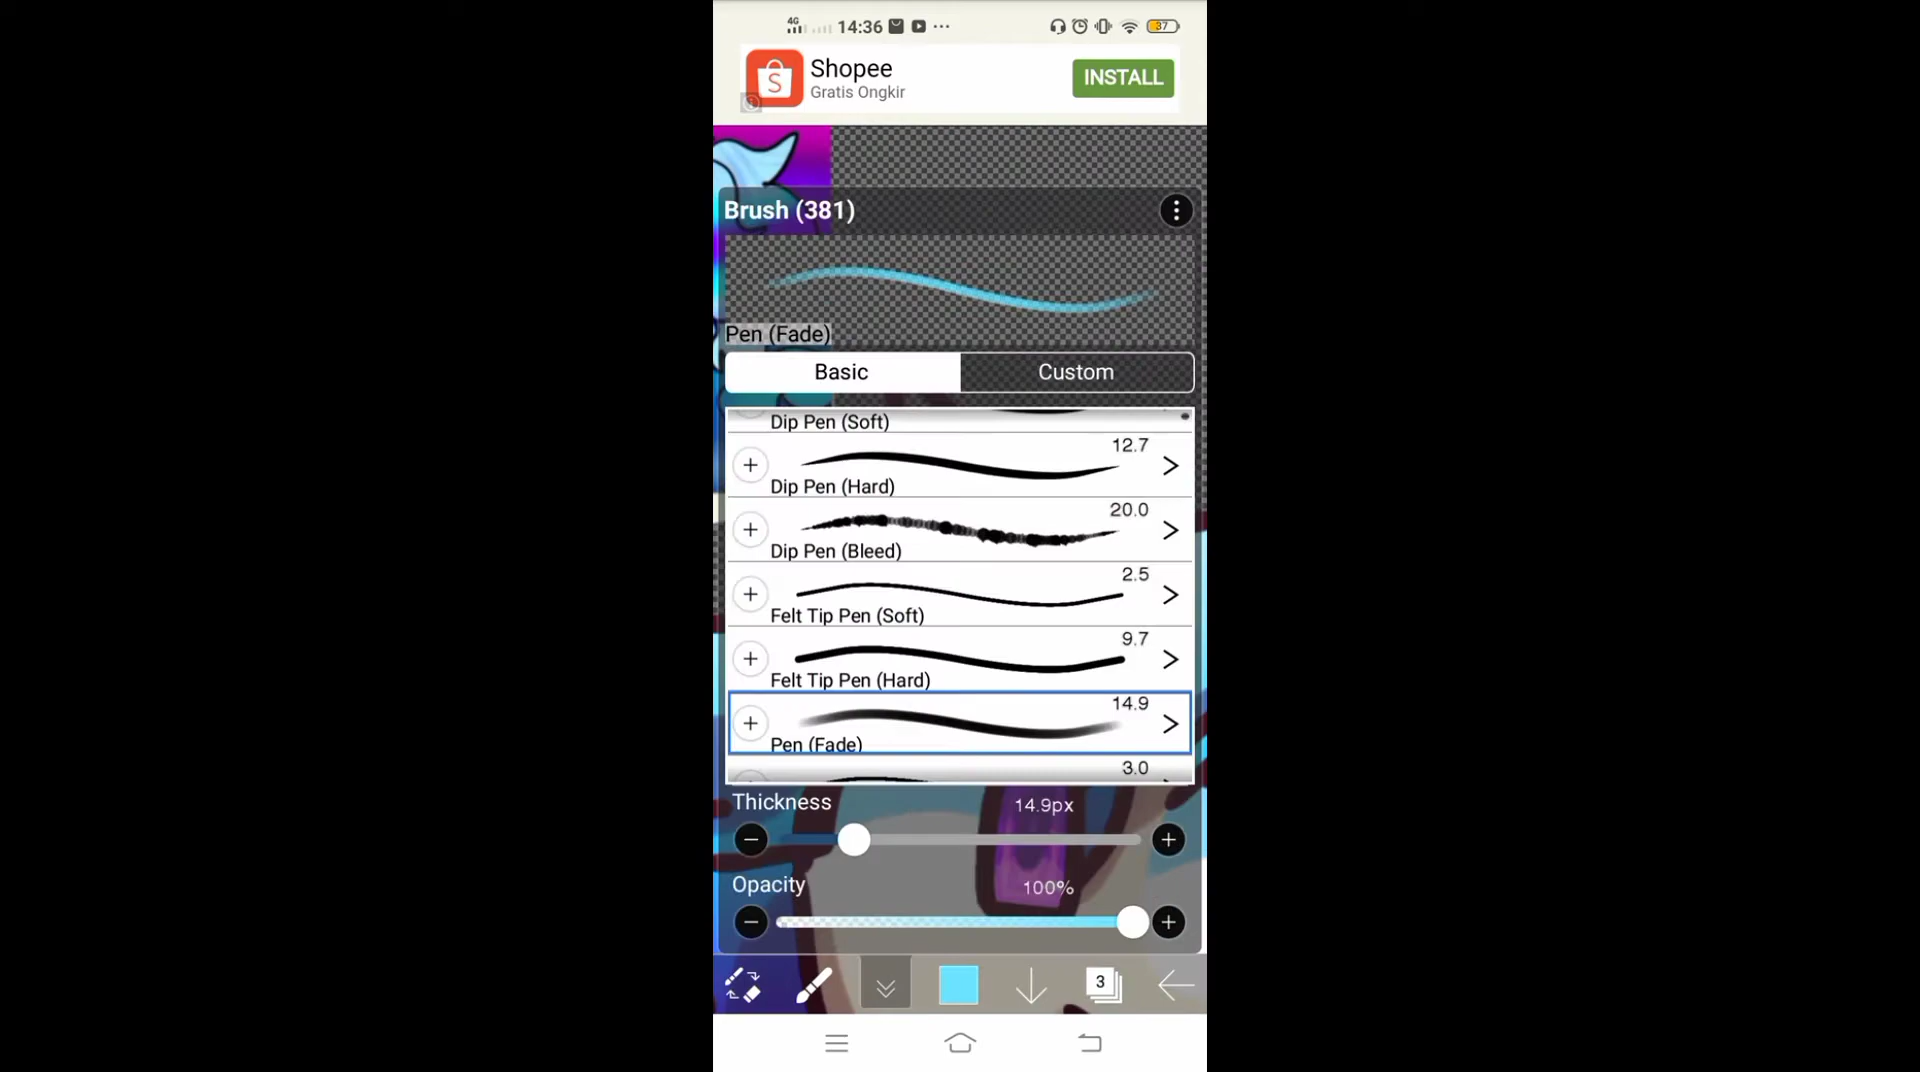 4G 14:36 37
Shopee
Gratis Ongkir
INSTALL
Brush (381)
Pen (Fade)
Basic Custom
Dip Pen (Soft)
12.7
Dip Pen (Hard)
20.0
Dip Pen (Bleed)
2.5
Felt Tip Pen (Soft)
9.7
Felt Tip Pen (Hard)
14.9
Pen (Fade)
3.0
Thickness 14.9px
Opacity 100%
3